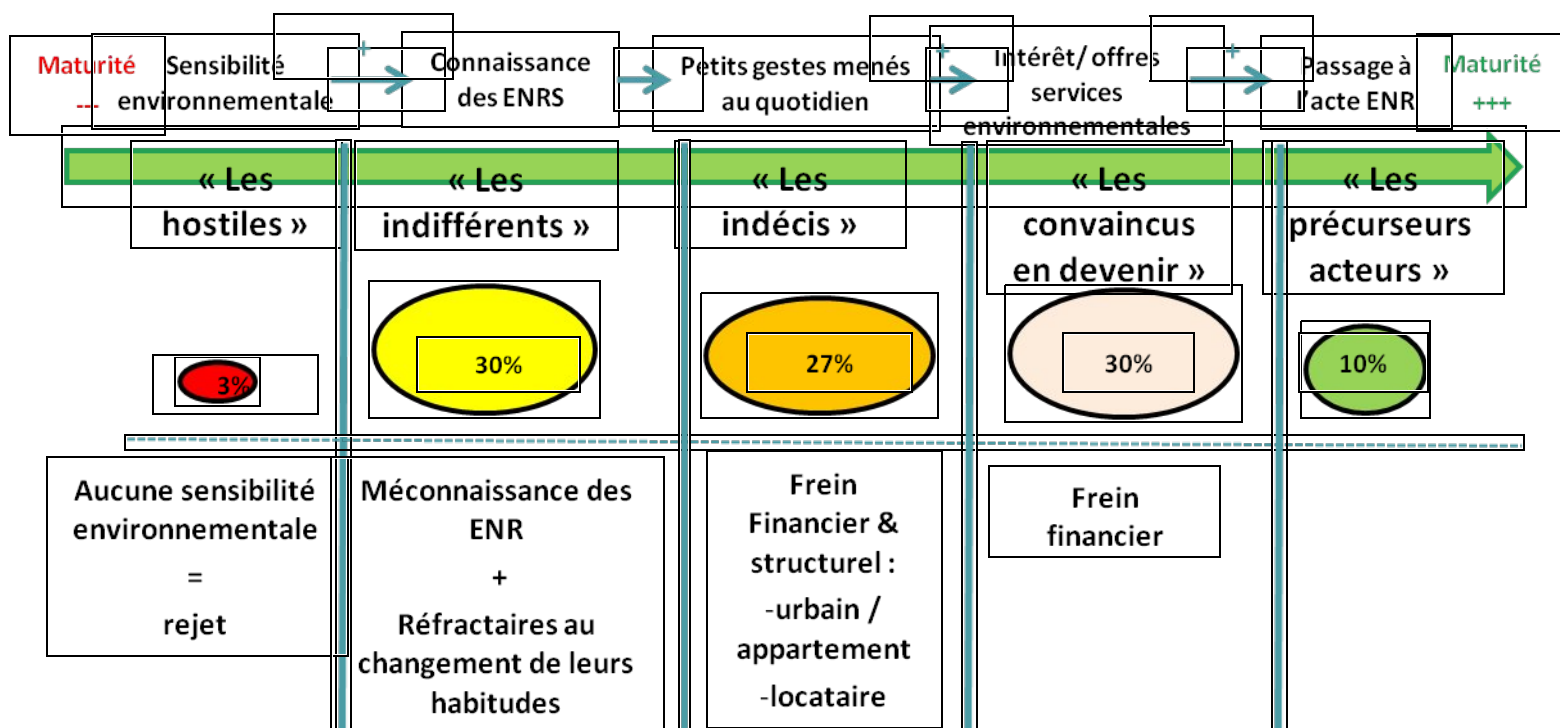 Maturité
---
Sensibilité
environnementale
+
Connaissance
des ENRS
Petits gestes menés
au quotidien
+
Intérêt/ offres
services
environnementales
+
Passage à
l'acte ENR
Maturité
+++
« Les
hostiles »
« Les
indifférents »
« Les
indécis »
« Les
convaincus
en devenir »
« Les
précurseurs
acteurs »
3%
30%
27%
30%
10%
Aucune sensibilité
environnementale
=
rejet
Méconnaissance des
ENR
+
Réfractaires au
changement de leurs
habitudes
Frein
Financier &
structurel :
-urbain /
appartement
-locataire
Frein
financier